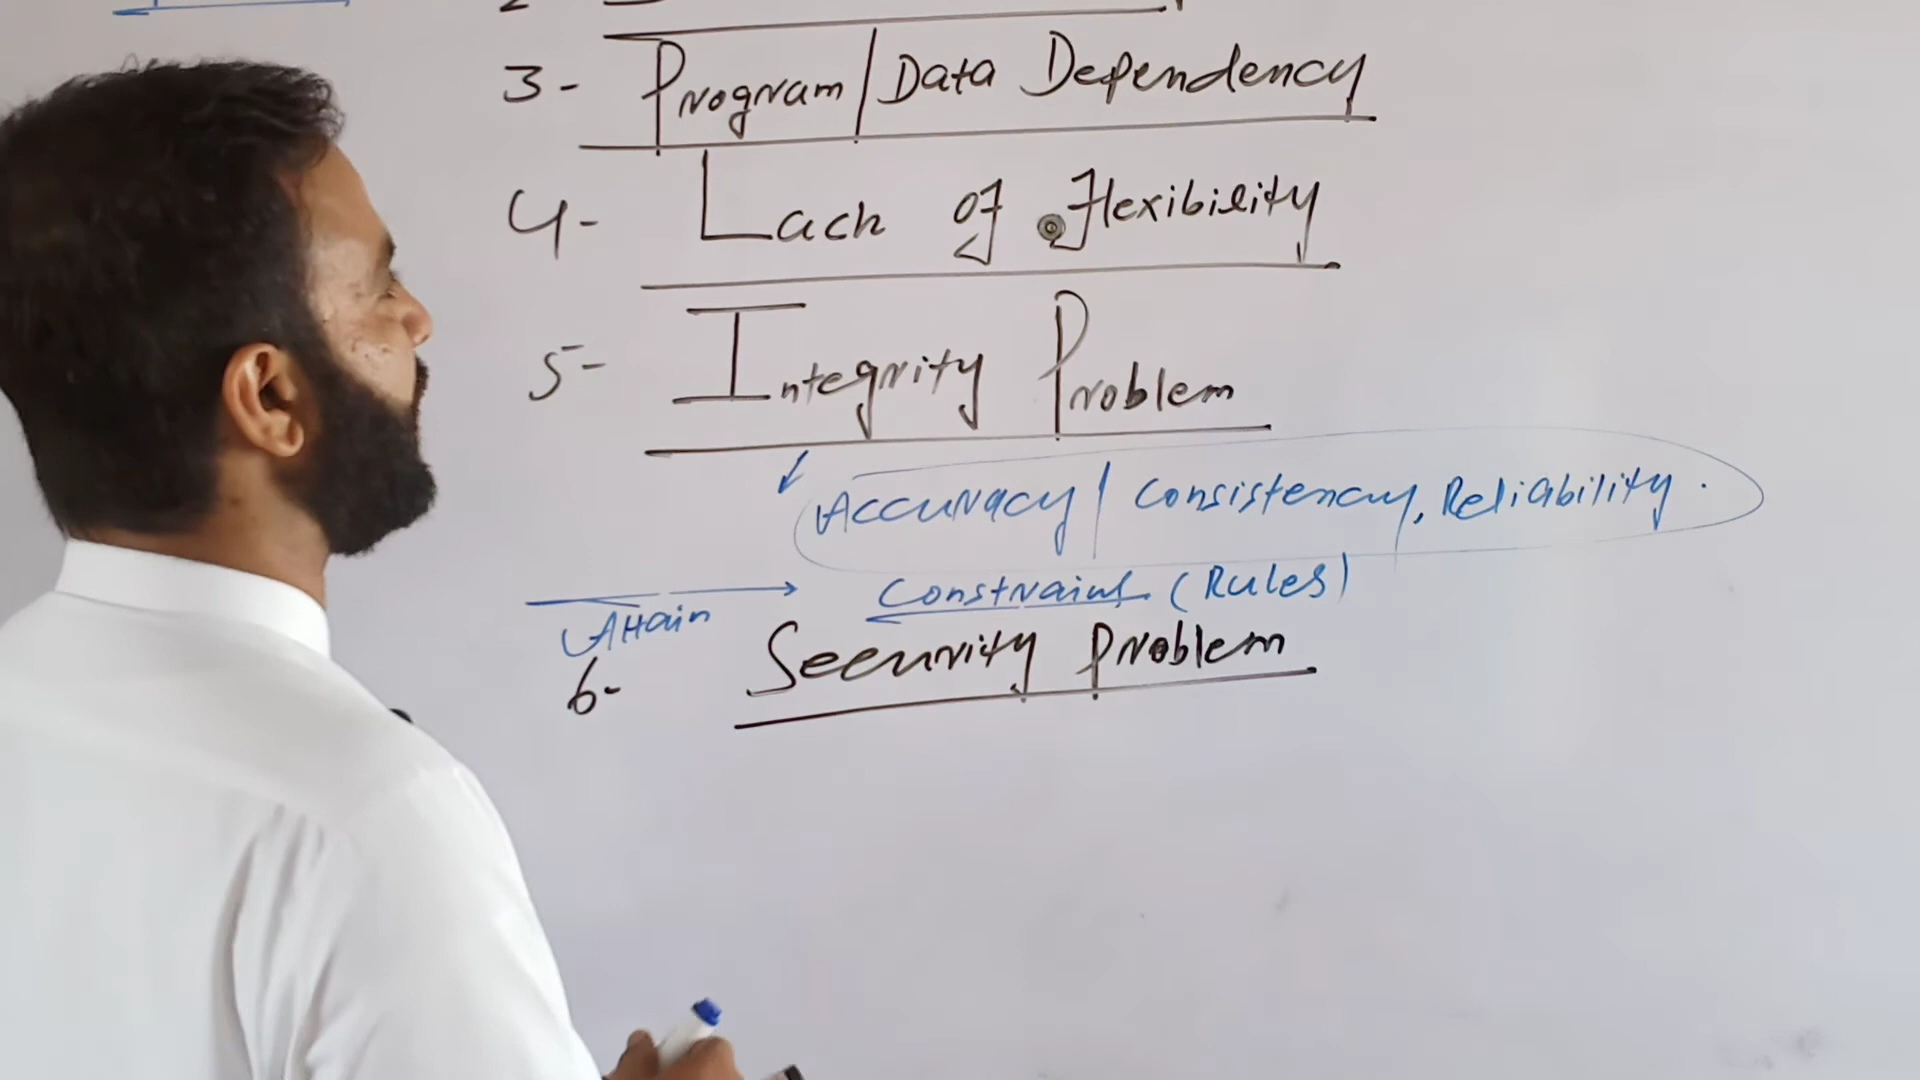 3- Program/Data Dependency
4- Lack of Flexibility
5- Integrity Problem
Accuracy/ Consistency, Reliability.
Attain Constraint (Rules)
6- Security Problem